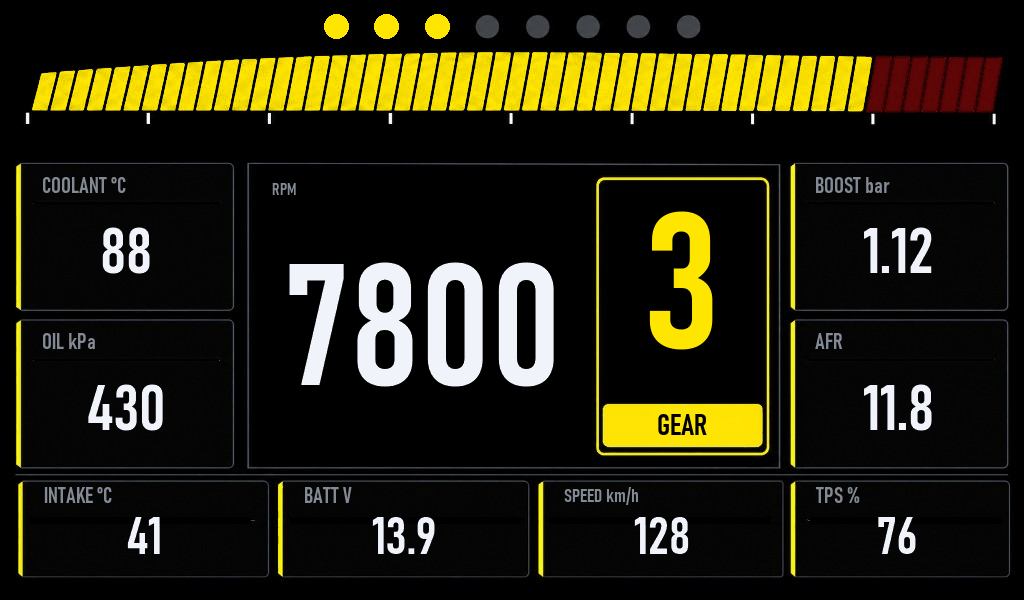 COOLANT °C
88
RPM
7800
3
GEAR
BOOST bar
1.12
OIL kPa
430
AFR
11.8
INTAKE °C
41
BATT V
13.9
SPEED km/h
128
TPS %
76